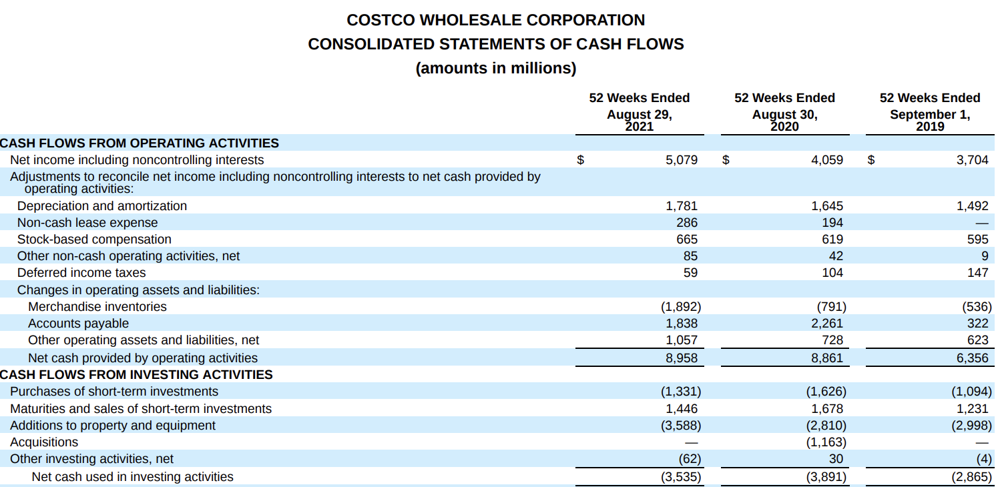 COSTCO WHOLESALE CORPORATION
CONSOLIDATED STATEMENTS OF CASH FLOWS
(amounts in millions)
52 Weeks Ended 52 Weeks Ended 52 Weeks Ended
August 29, August 30, September 1,
2021 2020 2019
CASH FLOWS FROM OPERATING ACTIVITIES
Net income including noncontrolling interests $ 5,079 $ 4,059 $ 3,704
Adjustments to reconcile net income including noncontrolling interests to net cash provided by
operating activities:
Depreciation and amortization 1,781 1,645 1,492
Non-cash lease expense 286 194 —
Stock-based compensation 665 619 595
Other non-cash operating activities, net 85 42 9
Deferred income taxes 59 104 147
Changes in operating assets and liabilities:
Merchandise inventories (1,892) (791) (536)
Accounts payable 1,838 2,261 322
Other operating assets and liabilities, net 1,057 728 623
Net cash provided by operating activities 8,958 8,861 6,356
CASH FLOWS FROM INVESTING ACTIVITIES
Purchases of short-term investments (1,331) (1,626) (1,094)
Maturities and sales of short-term investments 1,446 1,678 1,231
Additions to property and equipment (3,588) (2,810) (2,998)
Acquisitions — (1,163) —
Other investing activities, net (62) 30 (4)
Net cash used in investing activities (3,535) (3,891) (2,865)